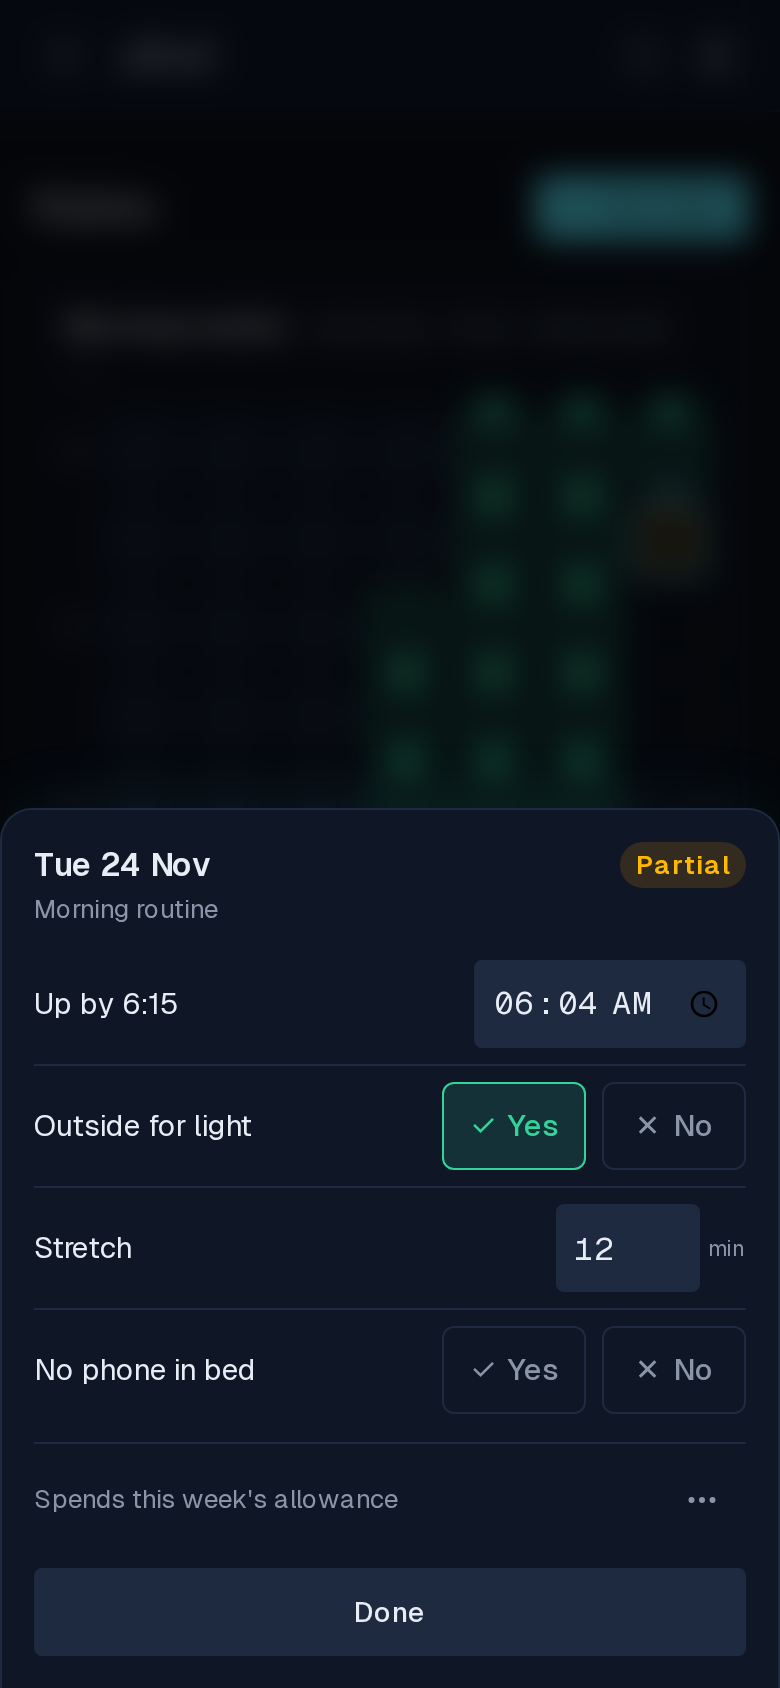 Tue 24 Nov
Partial
Morning routine
Up by 6:15
06:04 AM
Outside for light
✓ Yes
✕ No
Stretch
12
min
No phone in bed
✓ Yes
✕ No
Spends this week's allowance
Done